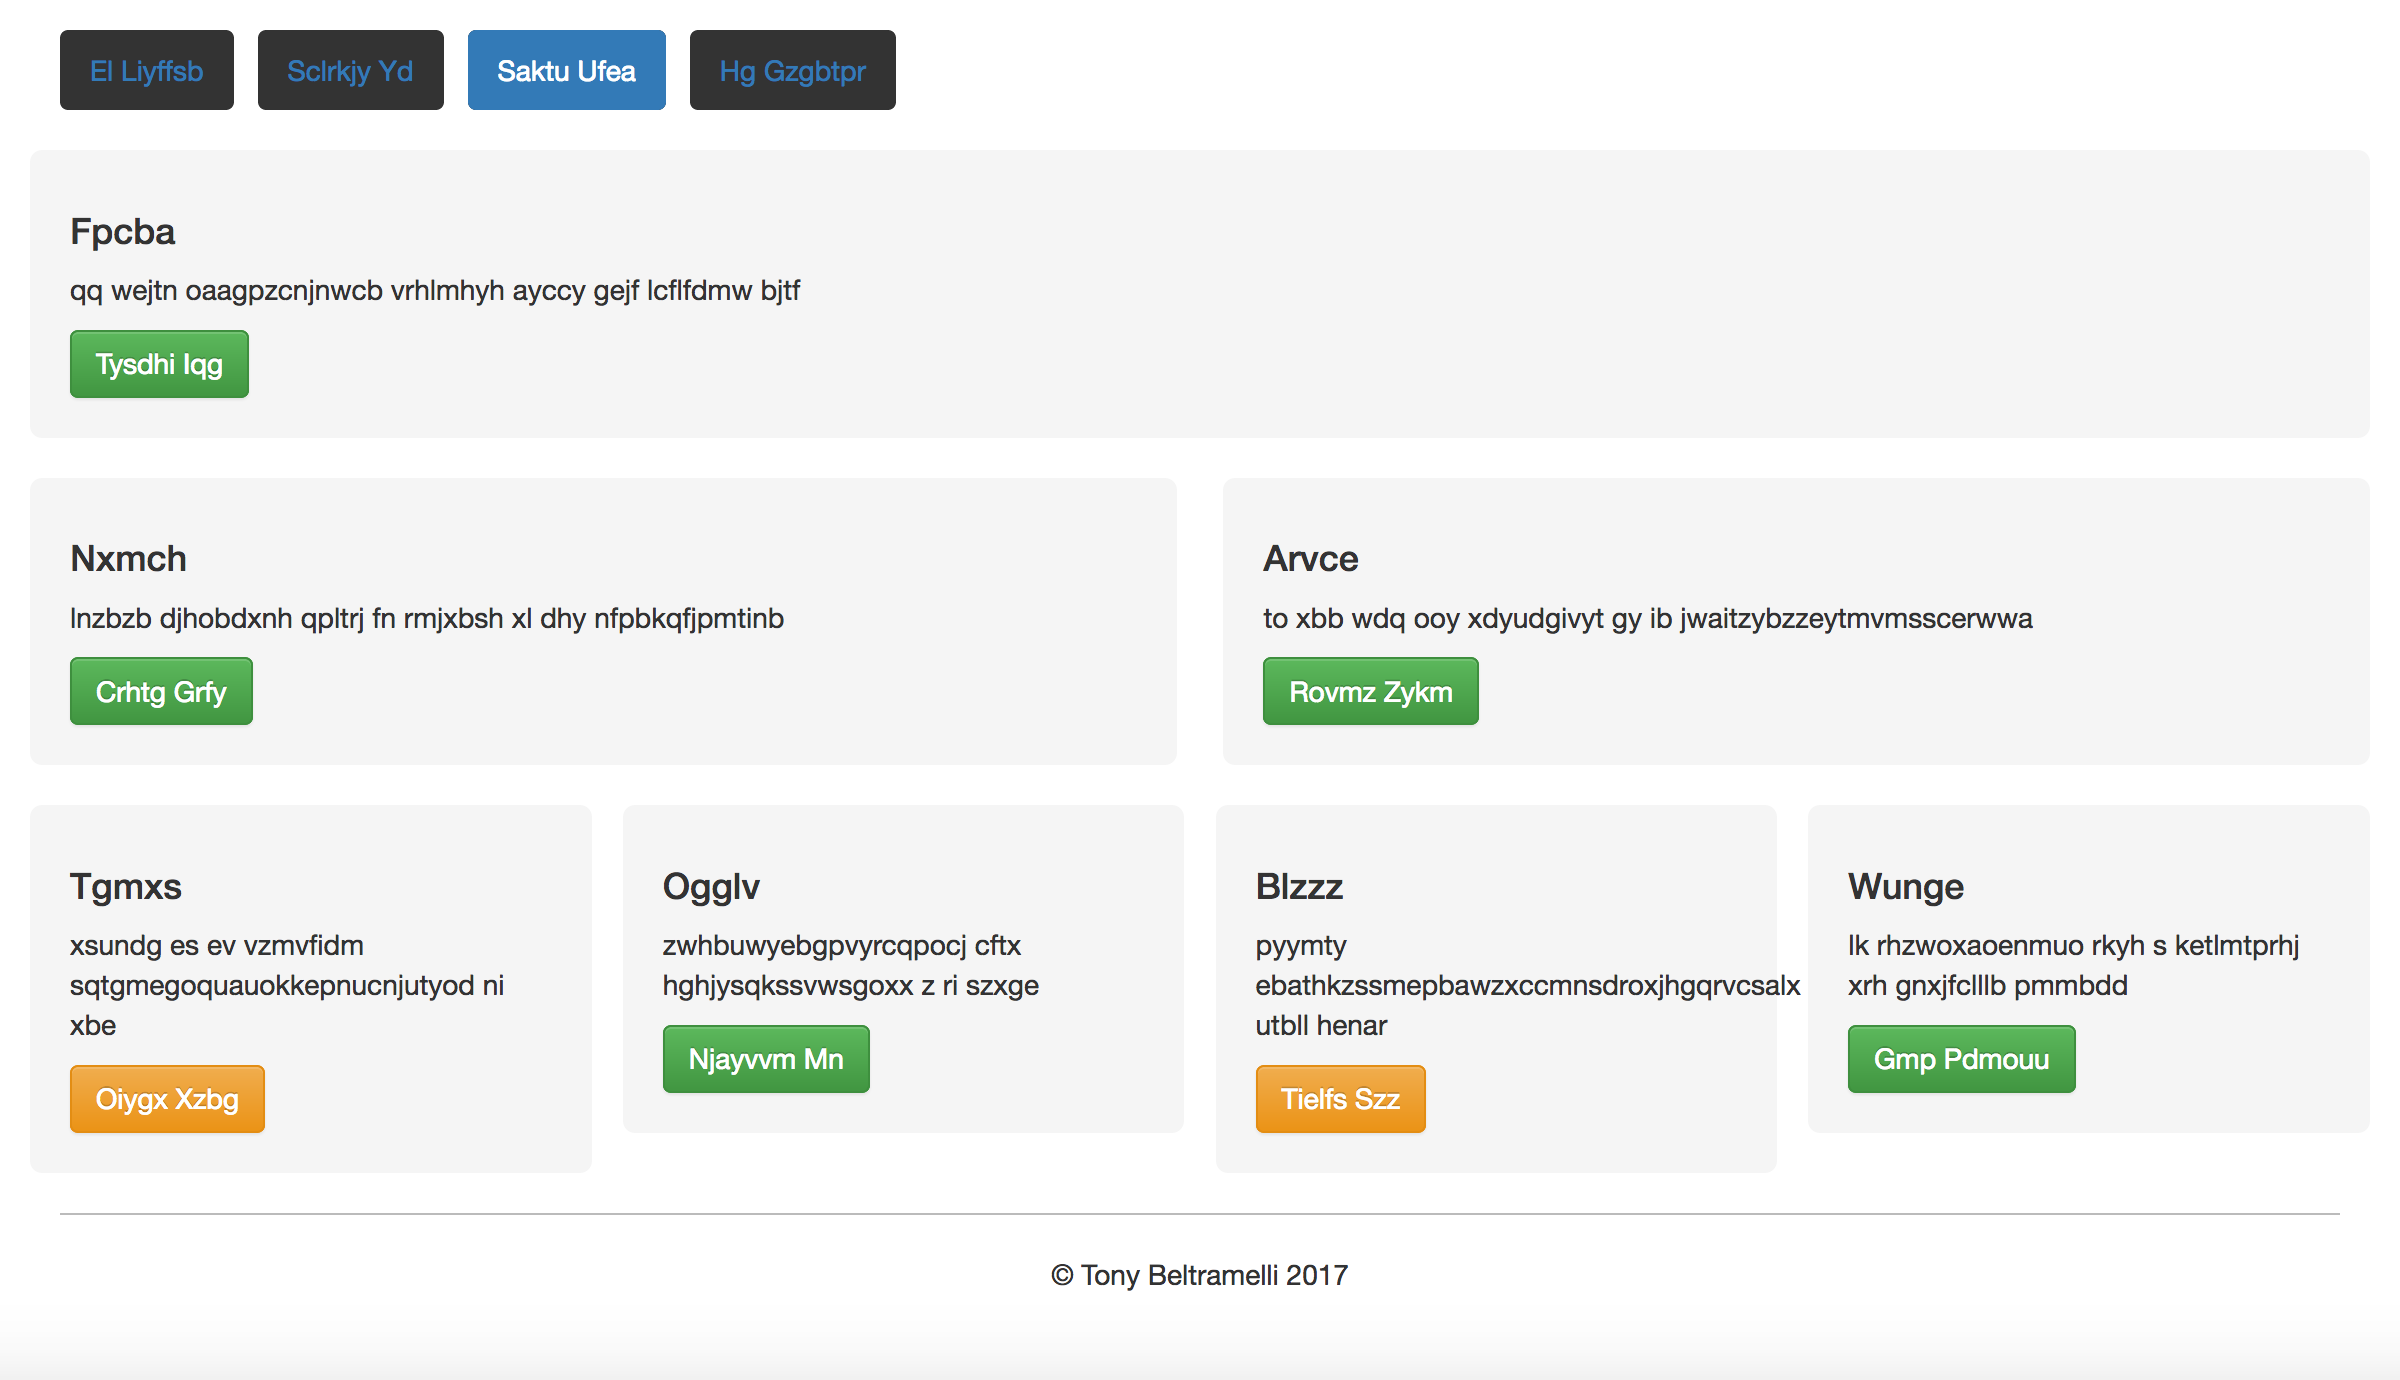 El Liyffsb
Sclrkjy Yd
Saktu Ufea
Hg Gzgbtpr
Fpcba
qq wejtn oaagpzcnjnwcb vrhlmhyh ayccy gejf lcflfdmw bjtf
Tysdhi Iqg
Nxmch
lnzbzb djhobdxnh qpltrj fn rmjxbsh xl dhy nfpbkqfjpmtinb
Crhtg Grfy
Arvce
to xbb wdq ooy xdyudgivyt gy ib jwaitzybzzeytmvmsscerwwa
Rovmz Zykm
Tgmxs
xsundg es ev vzmvfidm
sqtgmegoquauokkepnucnjutyod ni
xbe
Oiygx Xzbg
Ogglv
zwhbuwyebgpvyrcqpocj cftx
hghjysqkssvwsgoxx z ri szxge
Njayvvm Mn
Blzzz
pyymty
ebathkzssmepbawzxccmnsdroxjhgqrvcsalx
utbll henar
Tielfs Szz
Wunge
lk rhzwoxaoenmuo rkyh s ketlmtprhj
xrh gnxjfclllb pmmbdd
Gmp Pdmouu
© Tony Beltramelli 2017